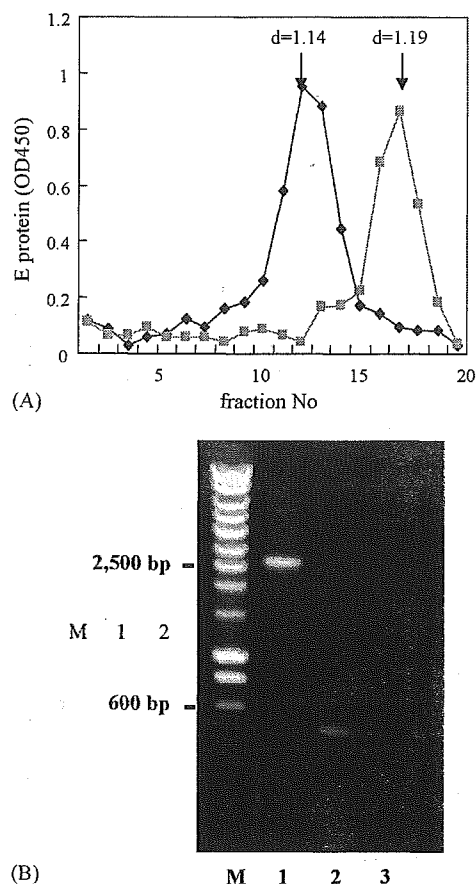 d=1.14 d=1.19
1.2
1
0.8
0.6
0.4
0.2
0
E protein (OD450)
5 10 15 20
fraction No
(A)
2,500 bp
M 1 2
600 bp
(B)
M 1 2 3